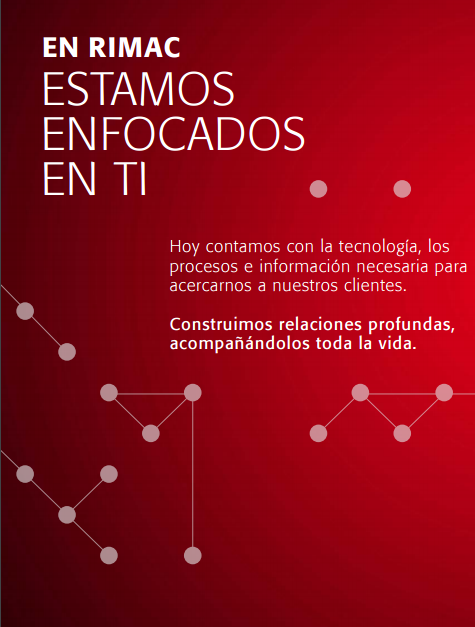 EN RIMAC
ESTAMOS
ENFOCADOS
EN TI
Hoy contamos con la tecnología, los
procesos e información necesaria para
acercarnos a nuestros clientes.
Construimos relaciones profundas,
acompañándolos toda la vida.